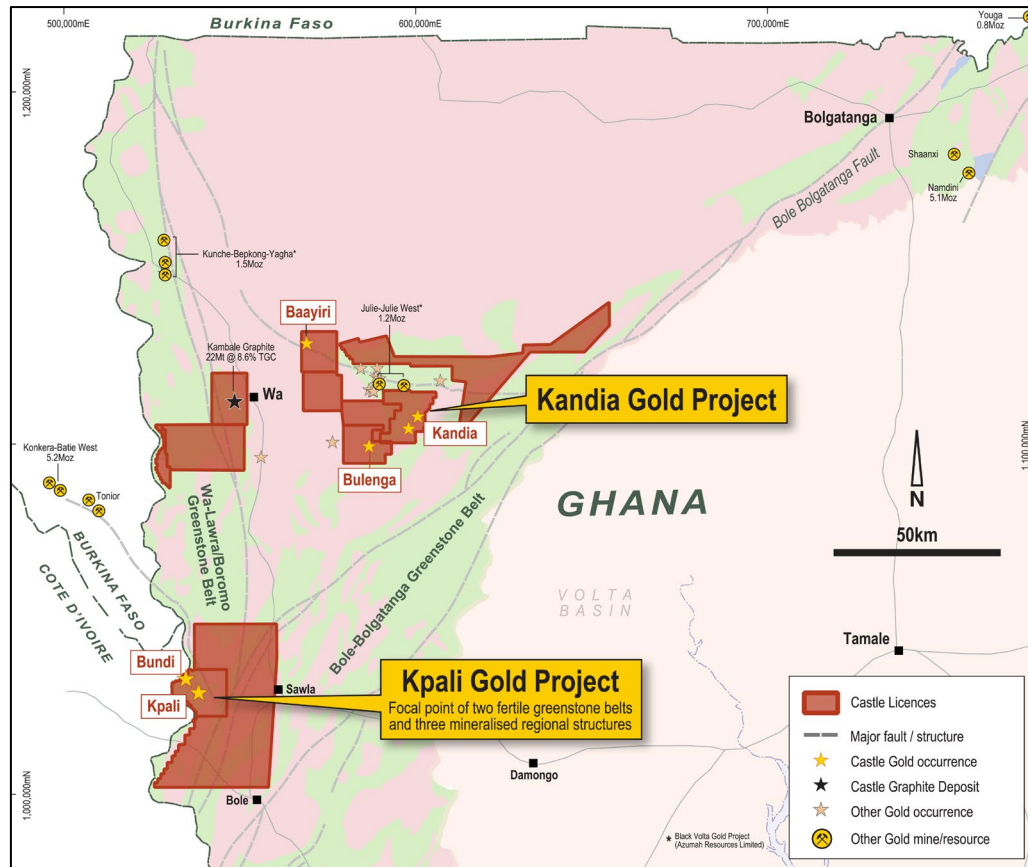 500,000mE
Burkina Faso
600,000mE
700,000mE
Youga
0.8Moz
1,200,000mN
Bolgatanga
Shaanxi
Namdini
5.1Moz
Bole Bolgatanga Fault
Kunche-Bepkong-Yagha*
1.5Moz
Baayiri
Julie-Julie West*
1.2Moz
Kambale Graphite
22Mt @ 8.6% TGC
Wa
Kandia Gold Project
Kandia
Bulenga
1,100,000mN
Konkera-Batie West
5.2Moz
Tonior
Wa-Lawra/Boromo
Greenstone Belt
GHANA
N
50km
BURKINA FASO
COTE D'IVOIRE
Bole-Bolgatanga Greenstone Belt
VOLTA
BASIN
Tamale
Bundi
Kpali
Sawla
Kpali Gold Project
Focal point of two fertile greenstone belts
and three mineralised regional structures
Damongo
Bole
1,000,000mN
Castle Licences
Major fault / structure
Castle Gold occurrence
Castle Graphite Deposit
Other Gold occurrence
Other Gold mine/resource
* Black Volta Gold Project
(Azumah Resources Limited)